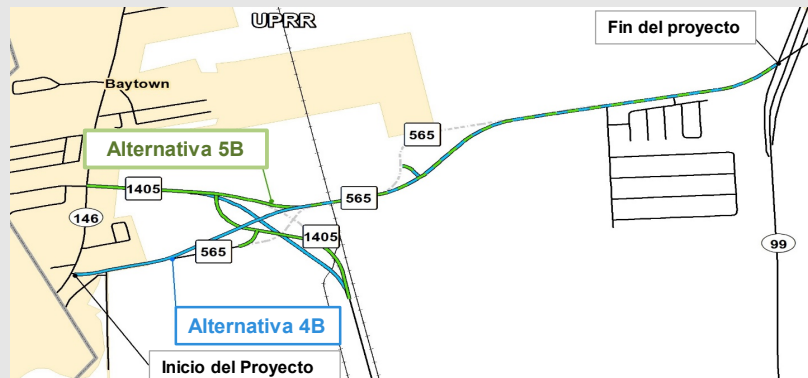 UPRR
Fin del proyecto
Baytown
565
Alternativa 5B
1405
565
146
1405
565
99
Alternativa 4B
Inicio del Proyecto